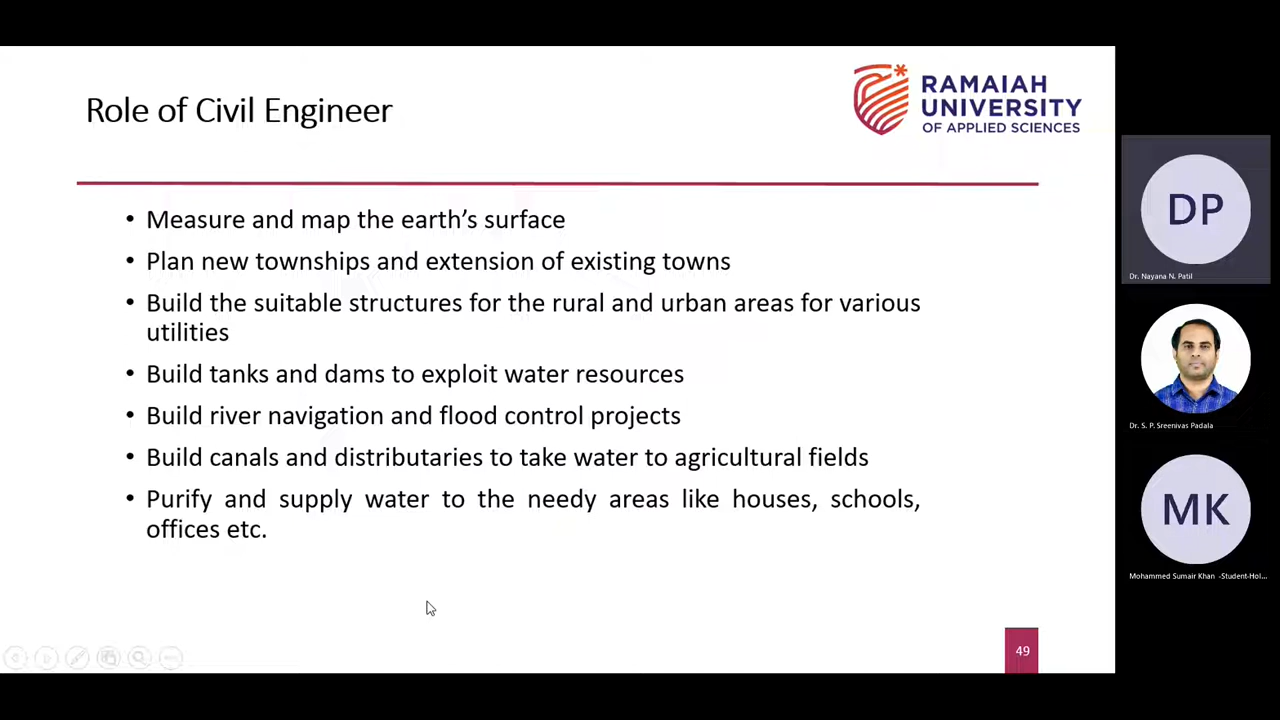 Role of Civil Engineer
RAMAIAH
UNIVERSITY
OF APPLIED SCIENCES
• Measure and map the earth’s surface
• Plan new townships and extension of existing towns
• Build the suitable structures for the rural and urban areas for various
utilities
• Build tanks and dams to exploit water resources
• Build river navigation and flood control projects
• Build canals and distributaries to take water to agricultural fields
• Purify and supply water to the needy areas like houses, schools,
offices etc.
49
DP
Dr. Nayana N. Patil
Dr. S. P. Sreenivas Padala
MK
Mohammed Sumair Khan -Student-Hol...